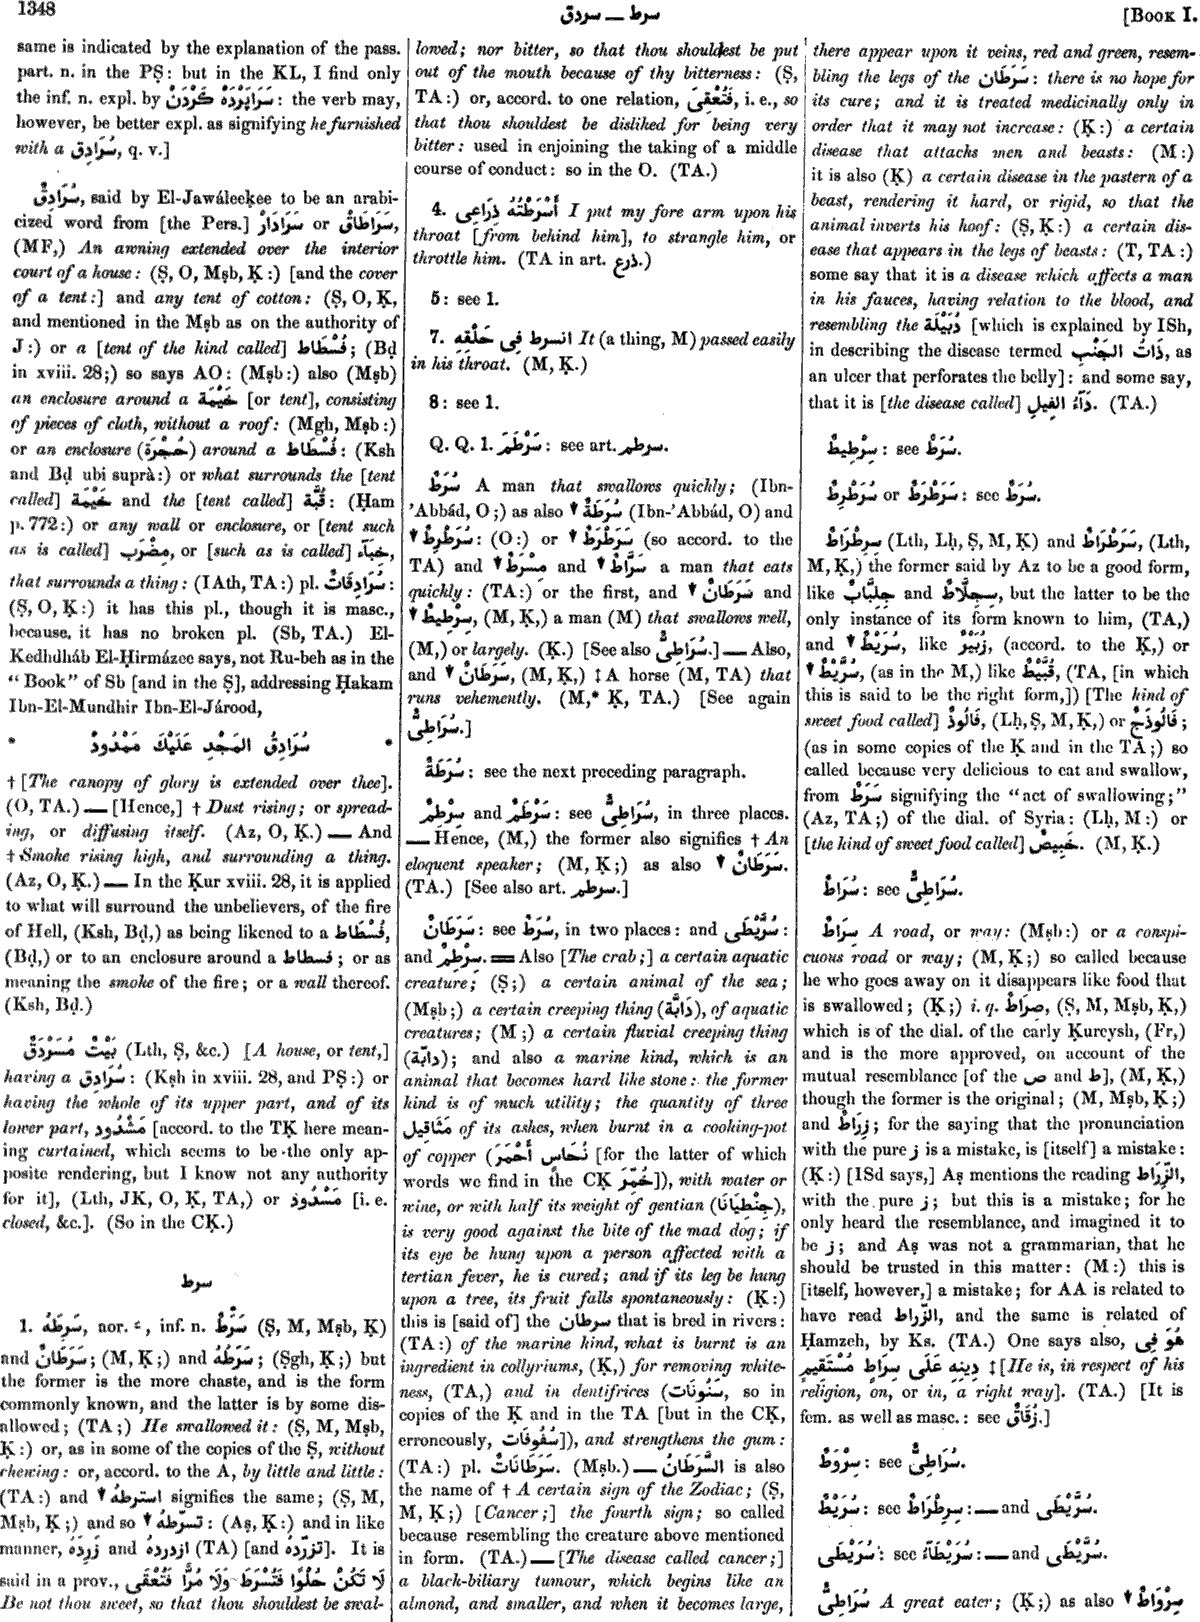 1348
سرط — سردق
[Book I.
same is indicated by the explanation of the pass.
part. n. in the PṢ: but in the KL, I find only
the inf. n. expl. by سَرَاپَرْدَهْ كَرْدَنْ: the verb may,
however, be better expl. as signifying he furnished
with a سُرَادِق, q. v.]
سُرَادِقٌ, said by El-Jawáleeḳee to be an arabi-
cized word from [the Pers.] سَرَادَارْ or سَرَاطَاقْ,
(MF,) An awning extended over the interior
court of a house: (Ṣ, O, Mṣb, Ḳ:) [and the cover
of a tent:] and any tent of cotton: (Ṣ, O, Ḳ,
and mentioned in the Mṣb as on the authority of
J:) or a [tent of the kind called] فُسْطَاط; (Bḍ
in xviii. 28;) so says AO: (Mṣb:) also (Mṣb)
an enclosure around a خَيْمَة [or tent], consisting
of pieces of cloth, without a roof: (Mgh, Mṣb:)
or an enclosure (حُجْرَة) around a فُسْطَاط: (Ksh
and Bḍ ubi suprà:) or what surrounds the [tent
called] خَيْمَة and the [tent called] قُبَّة: (Ḥam
p. 772:) or any wall or enclosure, or [tent such
as is called] مِضْرَب, or [such as is called] خِبَآء,
that surrounds a thing: (IAth, TA:) pl. سُرَادِقَاتٌ:
(Ṣ, O, Ḳ:) it has this pl., though it is masc.,
because it has no broken pl. (Sb, TA.) El-
Kedhdháb El-Ḥirmázee says, not Ru-beh as in the
“ Book” of Sb [and in the Ṣ], addressing Ḥakam
Ibn-El-Mundhir Ibn-El-Járood,
* سُرَادِقُ المَجْدِ عَلَيْكَ مَمْدُودْ *
† [The canopy of glory is extended over thee].
(O, TA.) — [Hence,] † Dust rising; or spread-
ing, or diffusing itself. (Az, O, Ḳ.) — And
† Smoke rising high, and surrounding a thing.
(Az, O, Ḳ.) — In the Ḳur xviii. 28, it is applied
to what will surround the unbelievers, of the fire
of Hell, (Ksh, Bḍ,) as being likened to a فُسْطَاط,
(Bḍ,) or to an enclosure around a فسطاط; or as
meaning the smoke of the fire; or a wall thereof.
(Ksh, Bḍ.)
بَيْتٌ مُسَرْدَقٌ (Lth, Ṣ, &c.) [A house, or tent,]
having a سُرَادِق: (Ksh in xviii. 28, and PṢ:) or
having the whole of its upper part, and of its
lower part, مَشْدُود [accord. to the TḲ here mean-
ing curtained, which seems to be the only ap-
posite rendering, but I know not any authority
for it], (Lth, JK, O, Ḳ, TA,) or مَسْدُود [i. e.
closed, &c.]. (So in the CḲ.)
سرط
1. سَرِطَهُ, aor. ـَ, inf. n. سَرْطٌ (Ṣ, M, Mṣb, Ḳ)
and سَرَطَانٌ; (M, Ḳ;) and سَرَطَهُ; (Ṣgh, Ḳ;) but
the former is the more chaste, and is the form
commonly known, and the latter is by some dis-
allowed; (TA;) He swallowed it: (Ṣ, M, Mṣb,
Ḳ:) or, as in some of the copies of the Ṣ, without
chewing: or, accord. to the A, by little and little:
(TA:) and ▼ استرطهُ signifies the same; (Ṣ, M,
Mṣb, Ḳ;) and so ▼ تسرّطهُ: (Aṣ, Ḳ:) and in like
manner, زَرِدَهُ and ازدردهُ (TA) [and تزرّدهُ]. It is
said in a prov., لَا تَكُنْ حُلْوًا فَتُسْتَرَطَ وَلَا مُرًّا فَتُعْقَى
Be not thou sweet, so that thou shouldest be swal-
lowed; nor bitter, so that thou shouldest be put
out of the mouth because of thy bitterness: (Ṣ,
TA:) or, accord. to one relation, فَتُعْقِىَ, i. e., so
that thou shouldest be disliked for being very
bitter: used in enjoining the taking of a middle
course of conduct: so in the O. (TA.)
4. أَسْرَطْتُهُ ذِرَاعِى I put my fore arm upon his
throat [from behind him], to strangle him, or
throttle him. (TA in art. ذرع.)
5: see 1.
7. انسرط فِى حَلْقِهِ It (a thing, M) passed easily
in his throat. (M, Ḳ.)
8: see 1.
Q. Q. 1. سَرْطَمَ: see art. سرطم.
سُرَطٌ A man that swallows quickly; (Ibn-
'Abbád, O;) as also ▼ سُرَطَةٌ (Ibn-'Abbád, O) and
▼ سُرَطْرِطٌ: (O:) or ▼ سَرَطْرَطٌ (so accord. to the
TA) and ▼ مِسْرَطٌ and ▼ سَرَّاطٌ a man that eats
quickly: (TA:) or the first, and ▼ سَرَطَانٌ and
▼ سِرْطِيطٌ, (M, Ḳ,) a man (M) that swallows well,
(M,) or largely. (Ḳ.) [See also سُرَاطِىٌّ.] — Also,
and ▼ سَرَطَانٌ, (M, Ḳ,) ‡ A horse (M, TA) that
runs vehemently. (M,* Ḳ, TA.) [See again
سُرَاطِىٌّ.]
سُرَطَةٌ: see the next preceding paragraph.
سِرْطِمٌ and سَرْطَمٌ: see سُرَاطِىٌّ, in three places.
— Hence, (M,) the former also signifies † An
eloquent speaker; (M, Ḳ;) as also ▼ سَرَطَانٌ.
(TA.) [See also art. سرطم.]
سَرَطَانٌ: see سُرَطٌ, in two places: and سُرَّيْطَى:
and سِرْطِمٌ. = Also [The crab;] a certain aquatic
creature; (Ṣ;) a certain animal of the sea;
(Mṣb;) a certain creeping thing (دَابَّة), of aquatic
creatures; (M;) a certain fluvial creeping thing
(دابّة); and also a marine kind, which is an
animal that becomes hard like stone: the former
kind is of much utility; the quantity of three
مَثَاقِيل of its ashes, when burnt in a cooking-pot
of copper (نُحَاس أَحْمَرَ [for the latter of which
words we find in the CḲ خُمَّرَ]), with water or
wine, or with half its weight of gentian (جِنْطِيَانَا),
is very good against the bite of the mad dog; if
its eye be hung upon a person affected with a
tertian fever, he is cured; and if its leg be hung
upon a tree, its fruit falls spontaneously: (Ḳ:)
this is [said of] the سرطان that is bred in rivers:
(TA:) of the marine kind, what is burnt is an
ingredient in collyriums, (Ḳ,) for removing white-
ness, (TA,) and in dentifrices (سَنُونَات, so in
copies of the Ḳ and in the TA [but in the CḲ,
erroneously, سُفُوفَات]), and strengthens the gum:
(TA:) pl. سَرَطَانَاتٌ. (Mṣb.) — السَّرَطَانُ is also
the name of † A certain sign of the Zodiac; (Ṣ,
M, Ḳ;) [Cancer;] the fourth sign; so called
because resembling the creature above mentioned
in form. (TA.) — [The disease called cancer;]
a black-biliary tumour, which begins like an
almond, and smaller, and when it becomes large,
there appear upon it veins, red and green, resem-
bling the legs of the سَرَطَان: there is no hope for
its cure; and it is treated medicinally only in
order that it may not increase: (Ḳ:) a certain
disease that attacks men and beasts: (M:)
it is also (Ḳ) a certain disease in the pastern of a
beast, rendering it hard, or rigid, so that the
animal inverts his hoof: (Ṣ, Ḳ:) a certain dis-
ease that appears in the legs of beasts: (T, TA:)
some say that it is a disease which affects a man
in his fauces, having relation to the blood, and
resembling the دُبَيْلَة [which is explained by ISh,
in describing the disease termed ذَاتُ الجَنْبِ, as
an ulcer that perforates the belly]: and some say,
that it is [the disease called] دَآءُ الفِيلِ. (TA.)
سِرْطِيطٌ: see سُرَطٌ.
سُرَطْرِطٌ or سَرَطْرَطٌ: see سُرَطٌ.
سِرْطِرَاطٌ (Lth, Lḥ, Ṣ, M, Ḳ) and سَرَطْرَاطٌ, (Lth,
M, Ḳ,) the former said by Az to be a good form,
like جِلِبْلَابٌ and سِجِلَّاطٌ, but the latter to be the
only instance of its form known to him, (TA,)
and ▼ سُرَيْطٌ, like زُبَيْرٌ, (accord. to the Ḳ,) or
▼ سُرَّيْطٌ, (as in the M,) like قُبَّيْطٌ, (TA, [in which
this is said to be the right form,]) [The kind of
sweet food called] فَالُوذ, (Lḥ, Ṣ, M, Ḳ,) or فَالُوذَج;
(as in some copies of the Ḳ and in the TA;) so
called because very delicious to eat and swallow,
from سَرَطٌ signifying the “act of swallowing;”
(Az, TA;) of the dial. of Syria: (Lḥ, M:) or
[the kind of sweet food called] خَبِيص. (M, Ḳ.)
سُرَاطٌ: see سُرَاطِىٌّ.
سِرَاطٌ A road, or way: (Mṣb:) or a conspi-
cuous road or way; (M, Ḳ;) so called because
he who goes away on it disappears like food that
is swallowed; (Ḳ;) i. q. صِرَاطٌ, (Ṣ, M, Mṣb, Ḳ,)
which is of the dial. of the early Ḳureysh, (Fr,)
and is the more approved, on account of the
mutual resemblance [of the ص and ط], (M, Ḳ,)
though the former is the original; (M, Mṣb, Ḳ;)
and زِرَاطٌ; for the saying that the pronunciation
with the pure ز is a mistake, is [itself] a mistake:
(Ḳ:) [ISd says,] Aṣ mentions the reading الزِّرَاط,
with the pure ز; but this is a mistake; for he
only heard the resemblance, and imagined it to
be ز; and Aṣ was not a grammarian, that he
should be trusted in this matter: (M:) this is
[itself, however,] a mistake; for AA is related to
have read الزّراط, and the same is related of
Ḥamzeh, by Ks. (TA.) One says also, هُوَ فِى
دِينِهِ عَلَى سِرَاطٍ مُسْتَقِيمٍ ‡ [He is, in respect of his
religion, on, or in, a right way]. (TA.) [It is
fem. as well as masc.: see زُقَاقٌ.]
سِرْوَطٌ: see سُرَاطِىٌّ.
سُرَيْطٌ: see سِرِطْرَاطٌ: — and سُرَّيْطَى.
سُرَيْطَى: see سُرَيْطَآءُ: — and سُرَّيْطَى.
سُرَاطِىٌّ A great eater; (Ḳ;) as also ▼ سِرْوَاطٌ